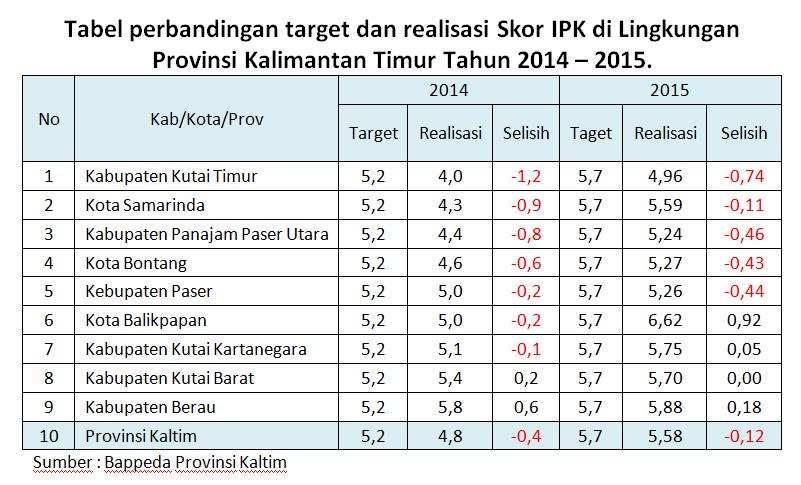 Tabel perbandingan target dan realisasi Skor IPK di Lingkungan
Provinsi Kalimantan Timur Tahun 2014 – 2015.
No Kab/Kota/Prov 2014 2015
Target Realisasi Selisih Taget Realisasi Selisih
1 Kabupaten Kutai Timur 5,2 4,0 -1,2 5,7 4,96 -0,74
2 Kota Samarinda 5,2 4,3 -0,9 5,7 5,59 -0,11
3 Kabupaten Panajam Paser Utara 5,2 4,4 -0,8 5,7 5,24 -0,46
4 Kota Bontang 5,2 4,6 -0,6 5,7 5,27 -0,43
5 Kebupaten Paser 5,2 5,0 -0,2 5,7 5,26 -0,44
6 Kota Balikpapan 5,2 5,0 -0,2 5,7 6,62 0,92
7 Kabupaten Kutai Kartanegara 5,2 5,1 -0,1 5,7 5,75 0,05
8 Kabupaten Kutai Barat 5,2 5,4 0,2 5,7 5,70 0,00
9 Kabupaten Berau 5,2 5,8 0,6 5,7 5,88 0,18
10 Provinsi Kaltim 5,2 4,8 -0,4 5,7 5,58 -0,12
Sumber : Bappeda Provinsi Kaltim